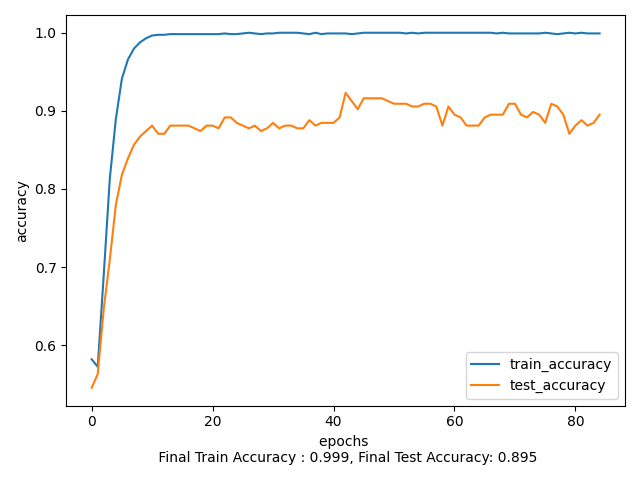 1.0
0.9
0.8
0.7
0.6
accuracy
train_accuracy
test_accuracy
0 20 40 60 80
epochs
Final Train Accuracy : 0.999, Final Test Accuracy: 0.895